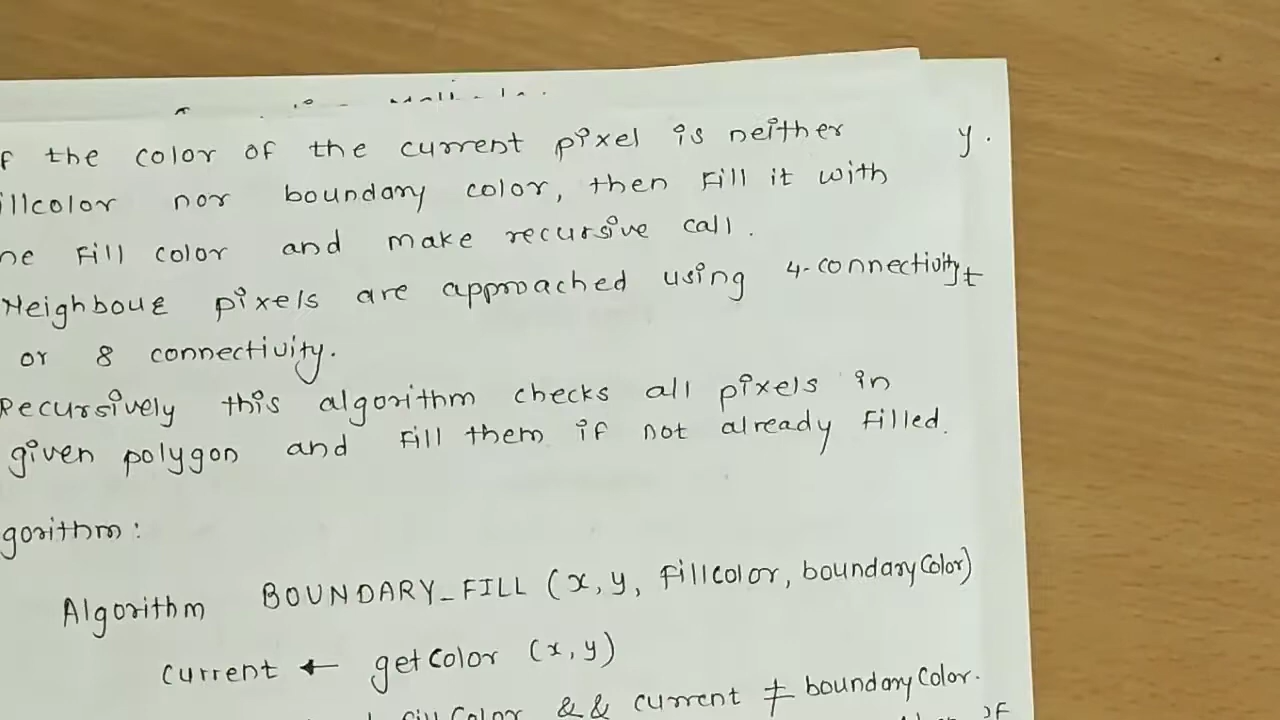 f the color of the current pixel is neither y.
illcolor nor boundary color, then Fill it with
he Fill color and make recursive call.
Neighbour pixels are approached using 4-connectivity t
or 8 connectivity.
Recursively this algorithm checks all pixels in
given polygon and Fill them if not already Filled.
gorithm:
Algorithm BOUNDARY_FILL (x, y, Fillcolor, boundaryColor)
current ← getColor (x, y)
Color && current ≠ boundaryColor.
of